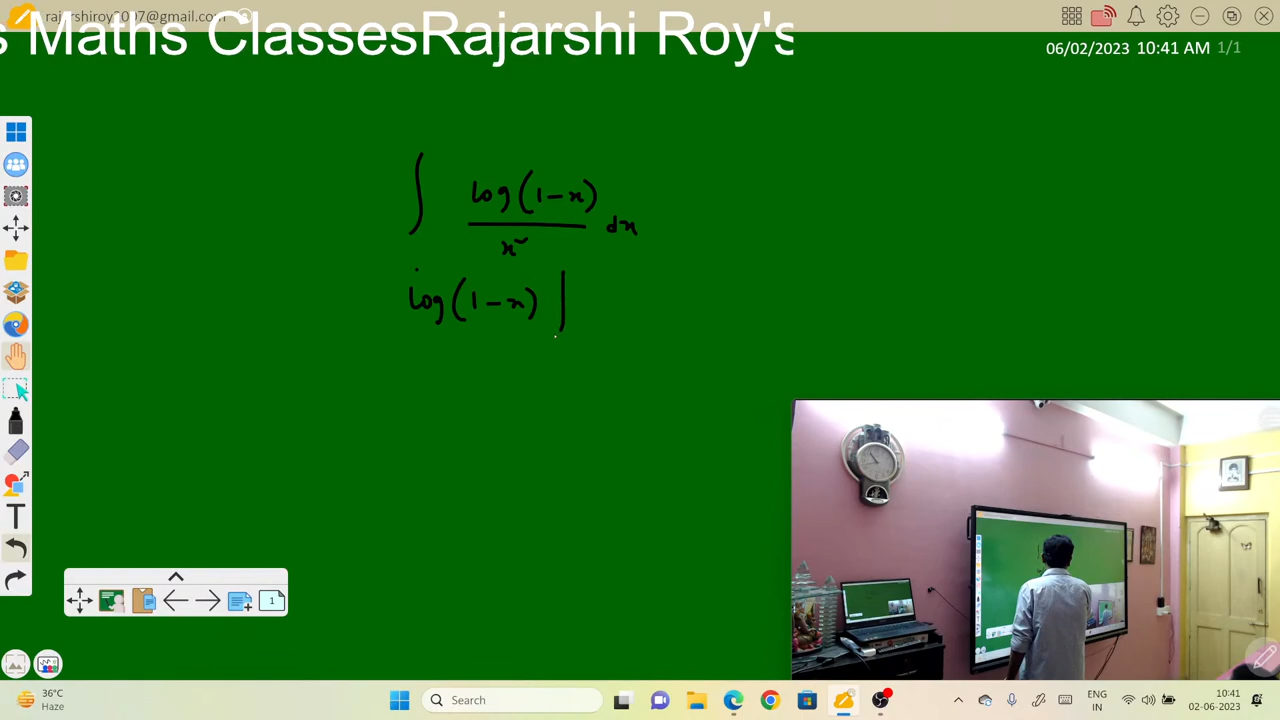 rajarshiroy2007@gmail.com
s Maths ClassesRajarshi Roy's
06/02/2023 10:41 AM 1/1
∫ log(1-x)/x² dx
log(1-x) |
1
36°C
Haze
Search
ENG
IN
10:41
02-06-2023